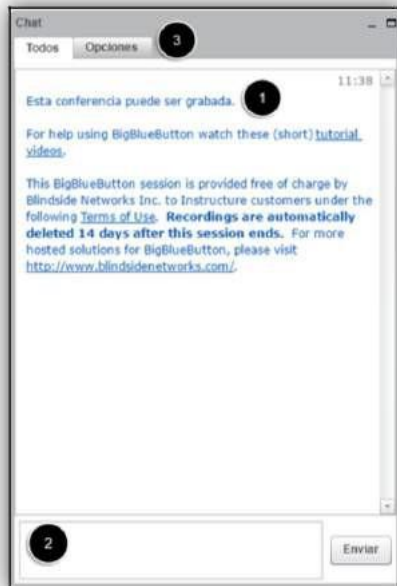 Chat
Todos Opciones 3
11:38
Esta conferencia puede ser grabada. 1
For help using BigBlueButton watch these (short) tutorial
videos.
This BigBlueButton session is provided free of charge by
Blindside Networks Inc. to Instructure customers under the
following Terms of Use. Recordings are automatically
deleted 14 days after this session ends. For more
hosted solutions for BigBlueButton, please visit
http://www.blindsidenetworks.com/.
2
Enviar